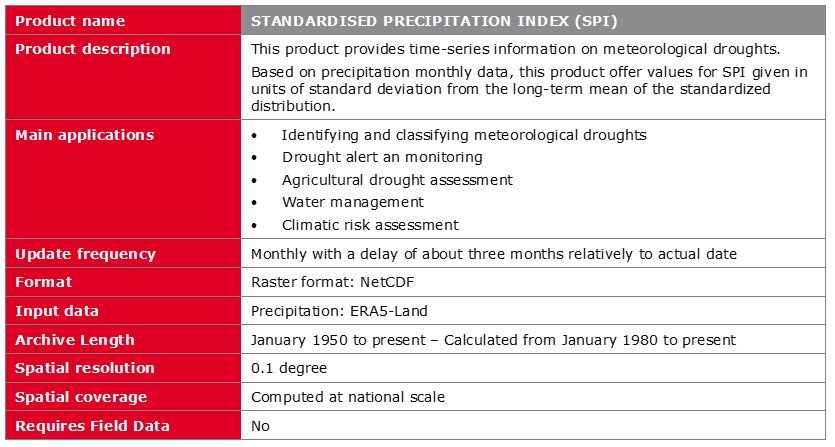 Product name STANDARDISED PRECIPITATION INDEX (SPI)
Product description This product provides time-series information on meteorological droughts.
Based on precipitation monthly data, this product offer values for SPI given in
units of standard deviation from the long-term mean of the standardized
distribution.
Main applications • Identifying and classifying meteorological droughts
• Drought alert an monitoring
• Agricultural drought assessment
• Water management
• Climatic risk assessment
Update frequency Monthly with a delay of about three months relatively to actual date
Format Raster format: NetCDF
Input data Precipitation: ERA5-Land
Archive Length January 1950 to present – Calculated from January 1980 to present
Spatial resolution 0.1 degree
Spatial coverage Computed at national scale
Requires Field Data No